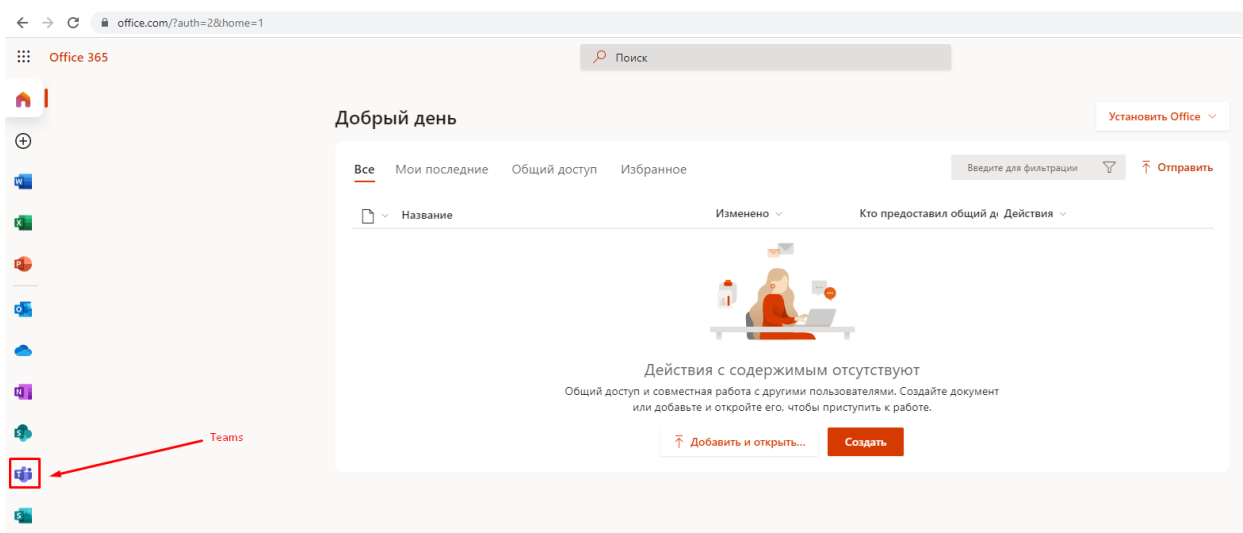 office.com/?auth=2&home=1
Office 365
Поиск
Добрый день
Установить Office
Все Мои последние Общий доступ Избранное
Введите для фильтрации
Отправить
Название Изменено Кто предоставил общий д Действия
Действия с содержимым отсутствуют
Общий доступ и совместная работа с другими пользователями. Создайте документ
или добавьте и откройте его, чтобы приступить к работе.
Добавить и открыть...
Создать
Teams